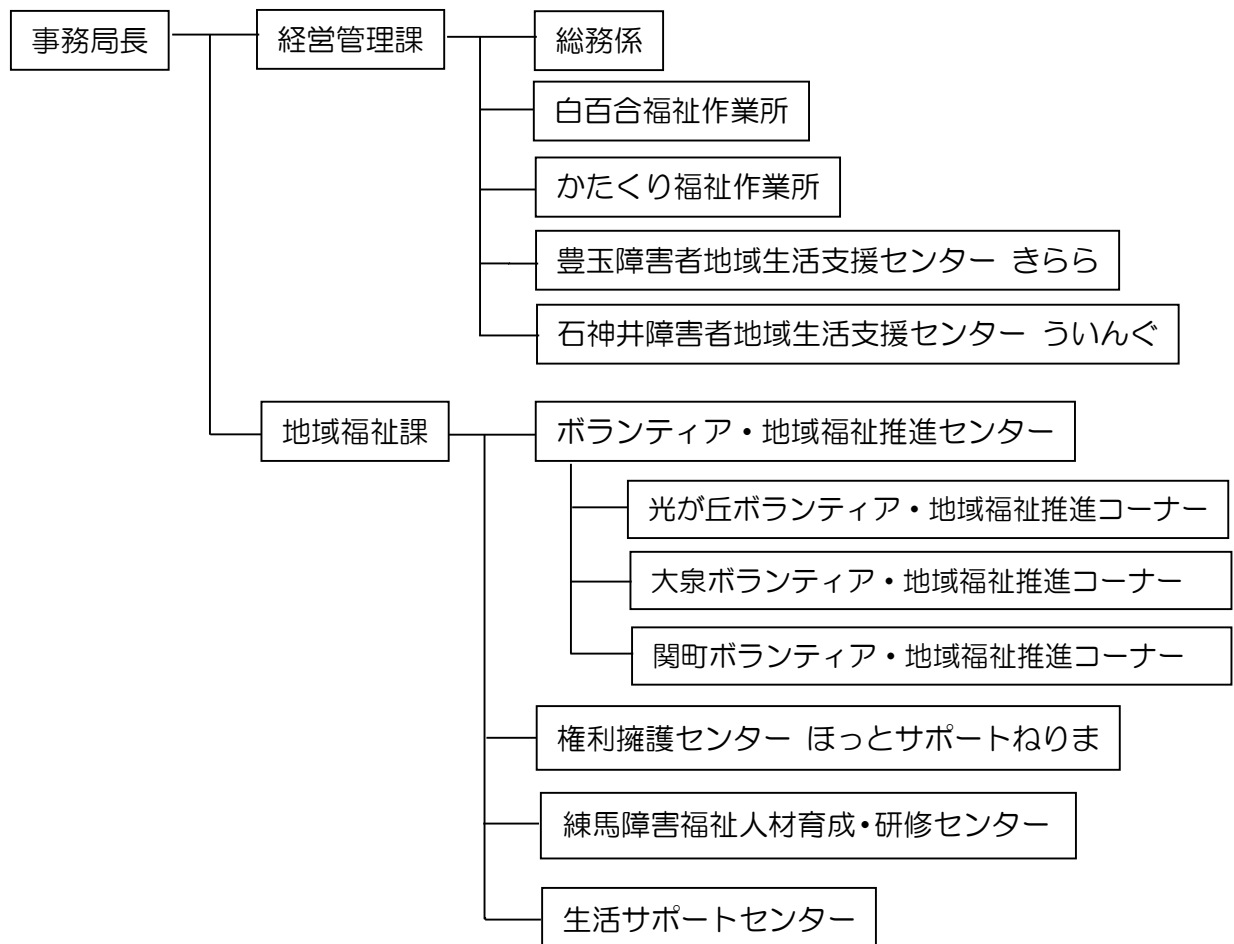 事務局長
経営管理課
総務係
白百合福祉作業所
かたくり福祉作業所
豊玉障害者地域生活支援センター きらら
石神井障害者地域生活支援センター ういんぐ
地域福祉課
ボランティア・地域福祉推進センター
光が丘ボランティア・地域福祉推進コーナー
大泉ボランティア・地域福祉推進コーナー
関町ボランティア・地域福祉推進コーナー
権利擁護センター ほっとサポートねりま
練馬障害福祉人材育成・研修センター
生活サポートセンター